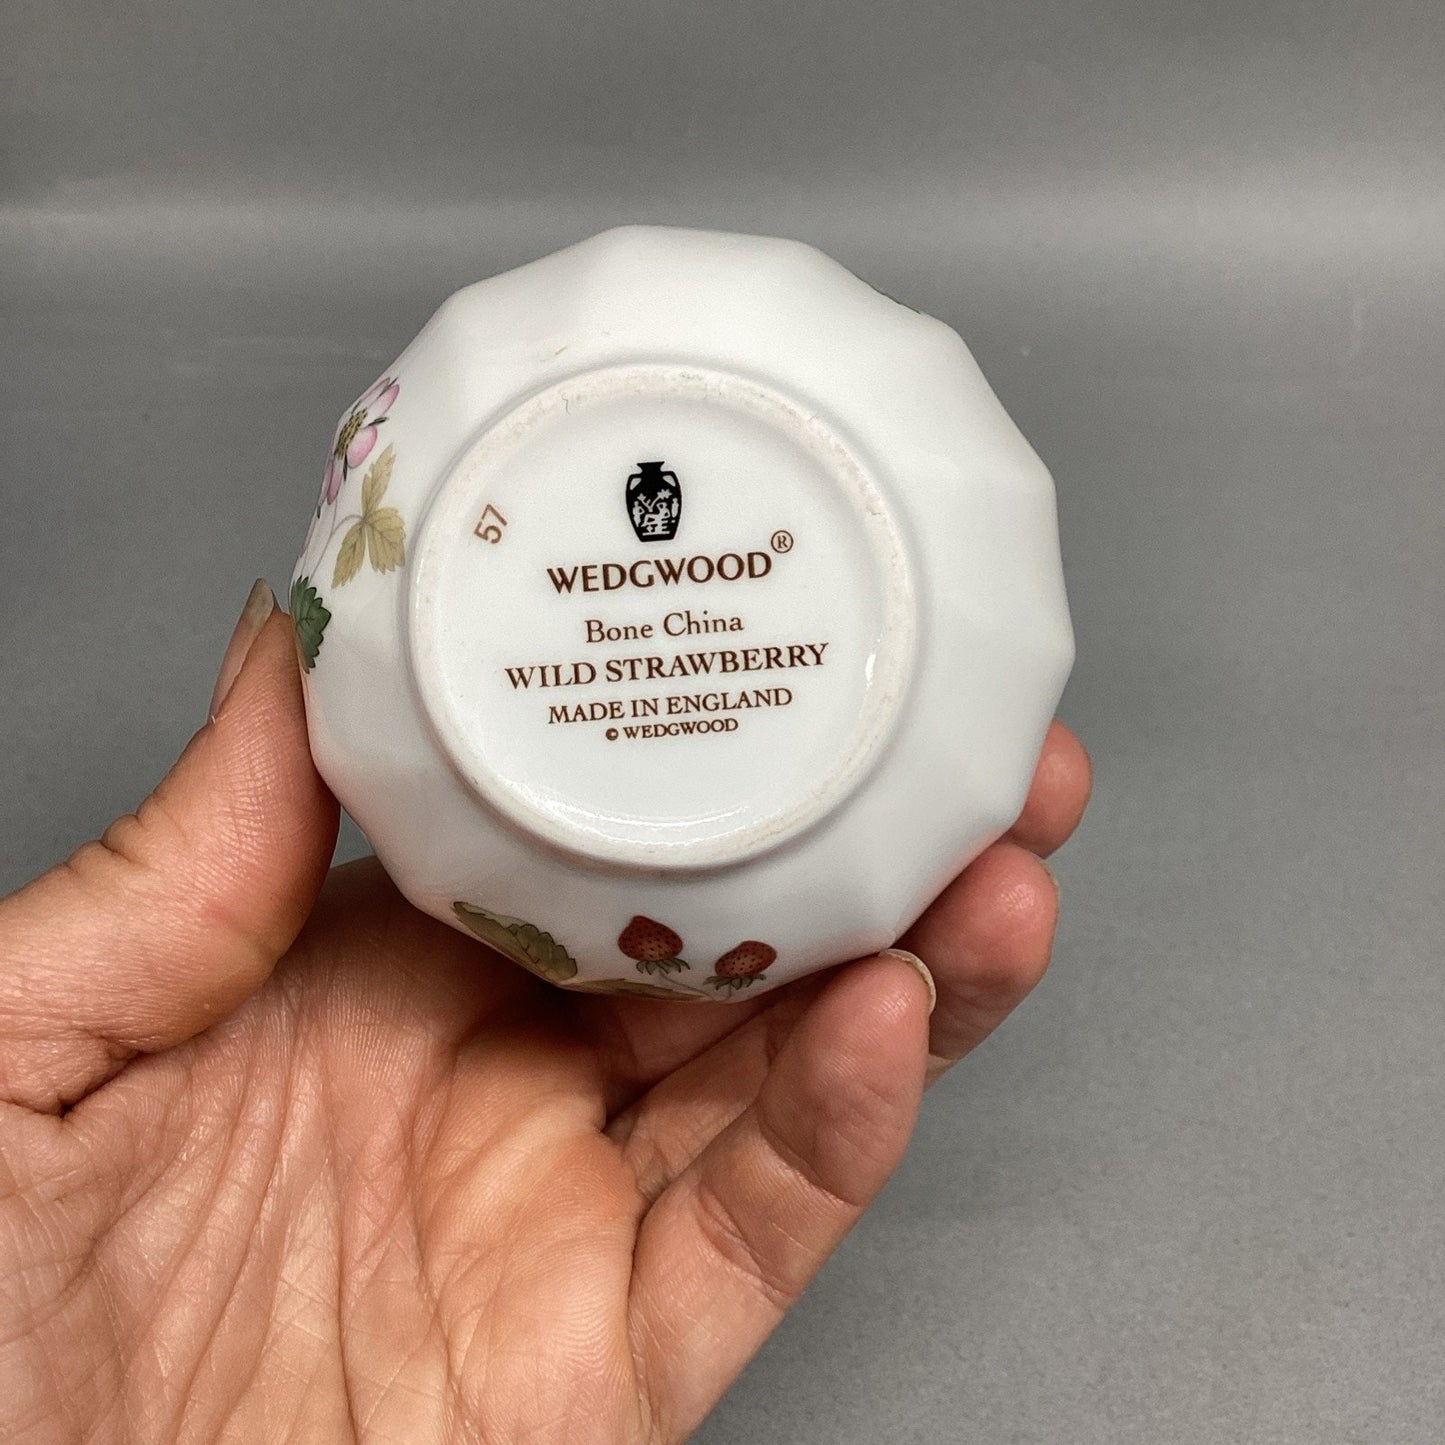 57
WEDGWOOD®
Bone China
WILD STRAWBERRY
MADE IN ENGLAND
© WEDGWOOD